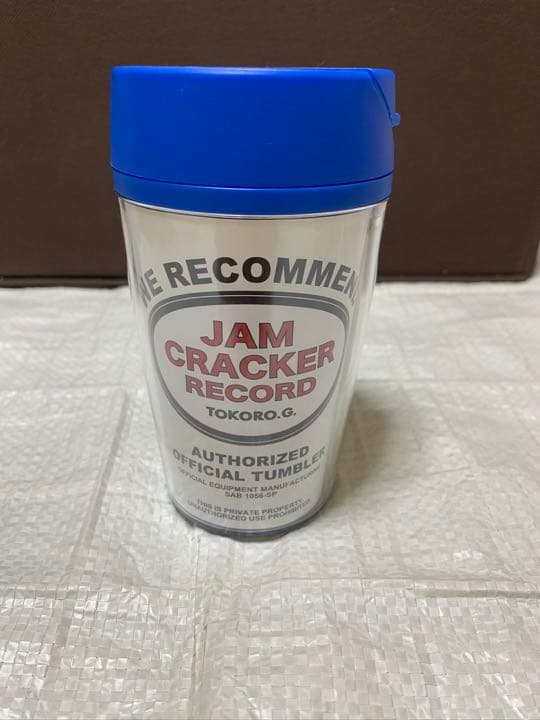 WE RECOMMEN
JAM
CRACKER
RECORD
TOKORO.G.
AUTHORIZED
OFFICIAL TUMBLER
OFFICIAL EQUIPMENT MANUFACTURING
SAB 1056-SP
THIS IS PRIVATE PROPERTY
UNAUTHORIZED USE PROHIBITED